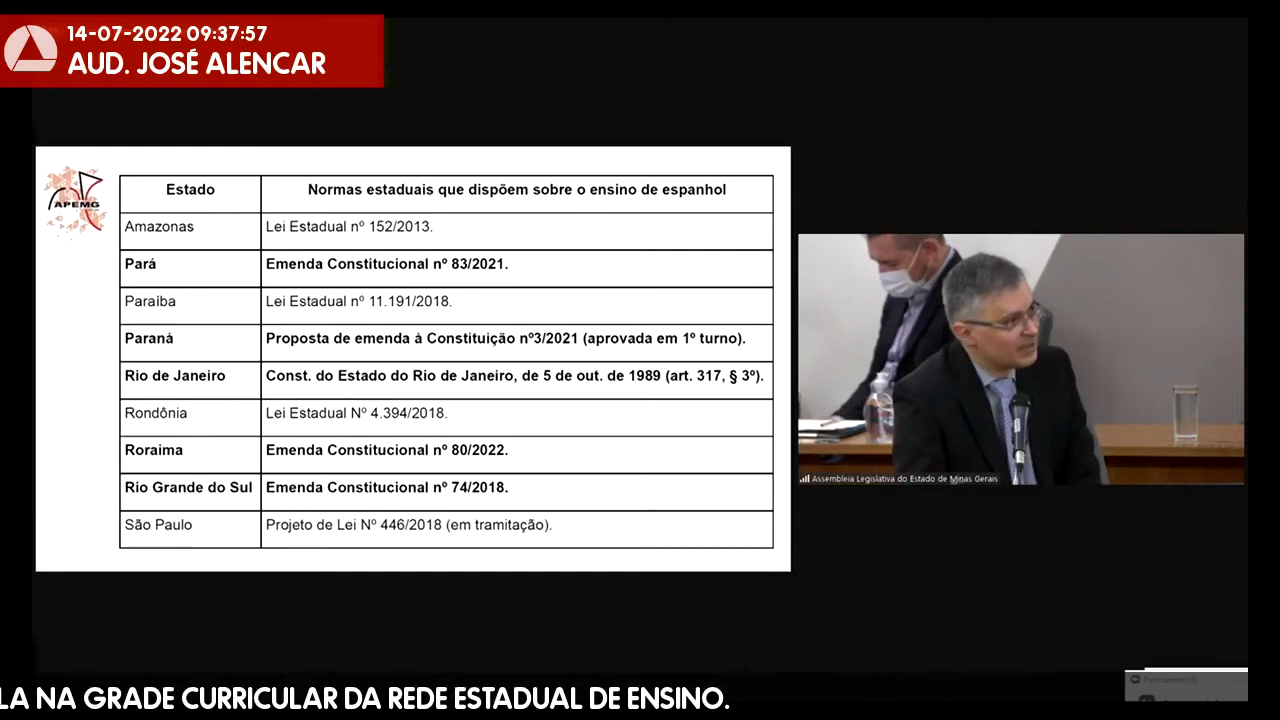 14-07-2022 09:37:57
AUD. JOSÉ ALENCAR
APEMG
Estado Normas estaduais que dispõem sobre o ensino de espanhol
Amazonas Lei Estadual nº 152/2013.
Pará Emenda Constitucional nº 83/2021.
Paraíba Lei Estadual nº 11.191/2018.
Paraná Proposta de emenda à Constituição nº3/2021 (aprovada em 1º turno).
Rio de Janeiro Const. do Estado do Rio de Janeiro, de 5 de out. de 1989 (art. 317, § 3º).
Rondônia Lei Estadual Nº 4.394/2018.
Roraima Emenda Constitucional nº 80/2022.
Rio Grande do Sul Emenda Constitucional nº 74/2018.
São Paulo Projeto de Lei Nº 446/2018 (em tramitação).
Assembleia Legislativa do Estado de Minas Gerais
LA NA GRADE CURRICULAR DA REDE ESTADUAL DE ENSINO.